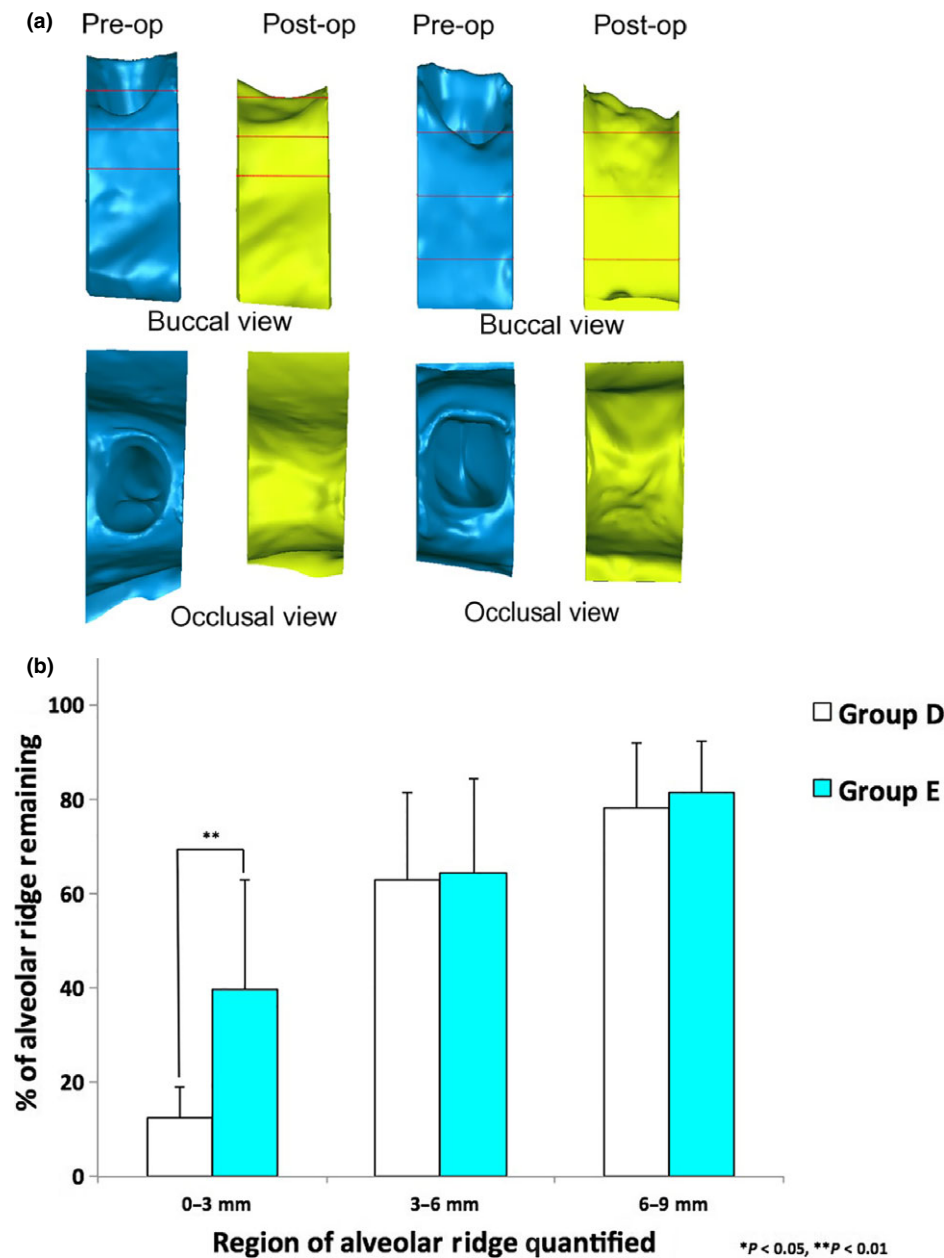 (a) Pre-op Post-op Pre-op Post-op
Buccal view Buccal view
Occlusal view Occlusal view
(b)
% of alveolar ridge remaining
100
80
60
40
20
0
**
Group D
Group E
0–3 mm 3–6 mm 6–9 mm
Region of alveolar ridge quantified
*P < 0.05, **P < 0.01